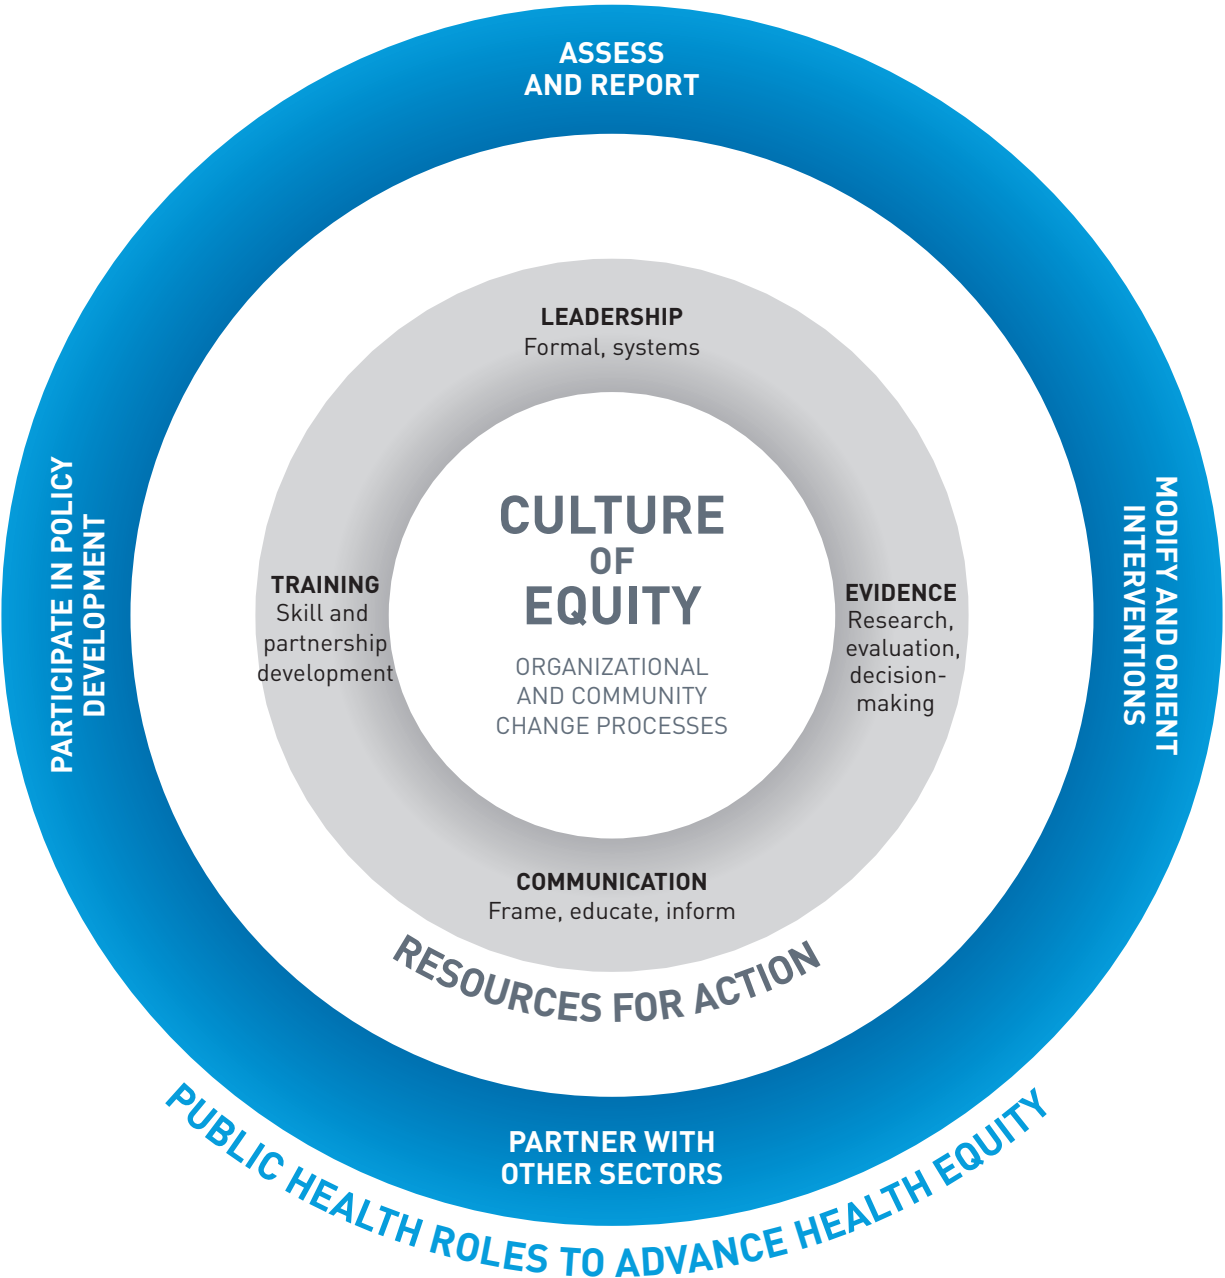 ASSESS
AND REPORT
LEADERSHIP
Formal, systems
PARTICIPATE IN POLICY
DEVELOPMENT
TRAINING
Skill and
partnership
development
CULTURE
OF
EQUITY
ORGANIZATIONAL
AND COMMUNITY
CHANGE PROCESSES
EVIDENCE
Research,
evaluation,
decision-
making
MODIFY AND ORIENT
INTERVENTIONS
COMMUNICATION
Frame, educate, inform
RESOURCES FOR ACTION
PARTNER WITH
OTHER SECTORS
PUBLIC HEALTH ROLES TO ADVANCE HEALTH EQUITY